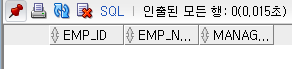 SQL | 인출된 모든 행: 0(0,015초)
EMP_ID EMP_N... MANAG...